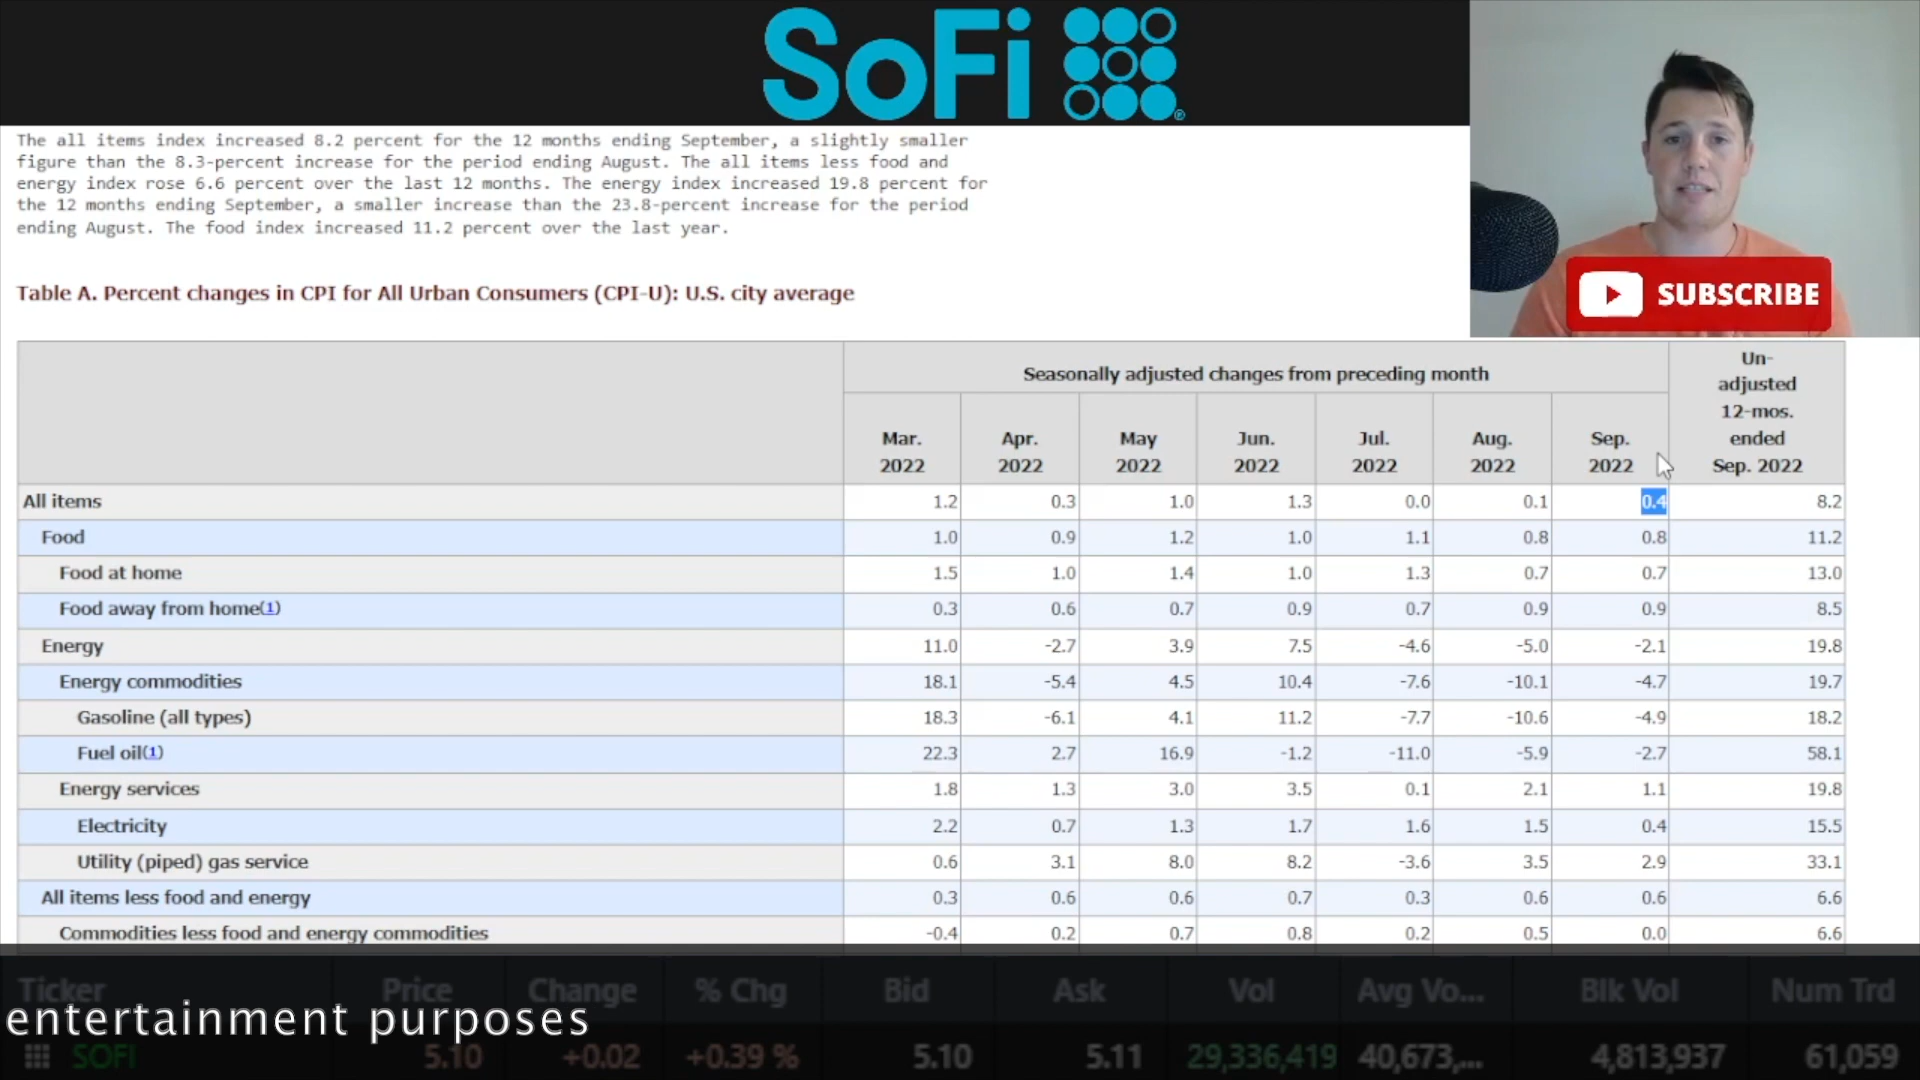 SoFi
The all items index increased 8.2 percent for the 12 months ending September, a slightly smaller
figure than the 8.3-percent increase for the period ending August. The all items less food and
energy index rose 6.6 percent over the last 12 months. The energy index increased 19.8 percent for
the 12 months ending September, a smaller increase than the 23.8-percent increase for the period
ending August. The food index increased 11.2 percent over the last year.
SUBSCRIBE
Table A. Percent changes in CPI for All Urban Consumers (CPI-U): U.S. city average
Seasonally adjusted changes from preceding month
Un-
adjusted
12-mos.
ended
Sep. 2022
Mar. Apr. May Jun. Jul. Aug. Sep.
2022 2022 2022 2022 2022 2022 2022
All items 1.2 0.3 1.0 1.3 0.0 0.1 0.4 8.2
Food 1.0 0.9 1.2 1.0 1.1 0.8 0.8 11.2
Food at home 1.5 1.0 1.4 1.0 1.3 0.7 0.7 13.0
Food away from home(1) 0.3 0.6 0.7 0.9 0.7 0.9 0.9 8.5
Energy 11.0 -2.7 3.9 7.5 -4.6 -5.0 -2.1 19.8
Energy commodities 18.1 -5.4 4.5 10.4 -7.6 -10.1 -4.7 19.7
Gasoline (all types) 18.3 -6.1 4.1 11.2 -7.7 -10.6 -4.9 18.2
Fuel oil(1) 22.3 2.7 16.9 -1.2 -11.0 -5.9 -2.7 58.1
Energy services 1.8 1.3 3.0 3.5 0.1 2.1 1.1 19.8
Electricity 2.2 0.7 1.3 1.7 1.6 1.5 0.4 15.5
Utility (piped) gas service 0.6 3.1 8.0 8.2 -3.6 3.5 2.9 33.1
All items less food and energy 0.3 0.6 0.6 0.7 0.3 0.6 0.6 6.6
Commodities less food and energy commodities -0.4 0.2 0.7 0.8 0.2 0.5 0.0 6.6
Ticker Price Change % Chg Bid Ask Vol Avg Vo... Blk Vol Num Trd
entertainment purposes
SOFI 5.10 +0.02 +0.39 % 5.10 5.11 29,336,419 40,673,... 4,813,937 61,059